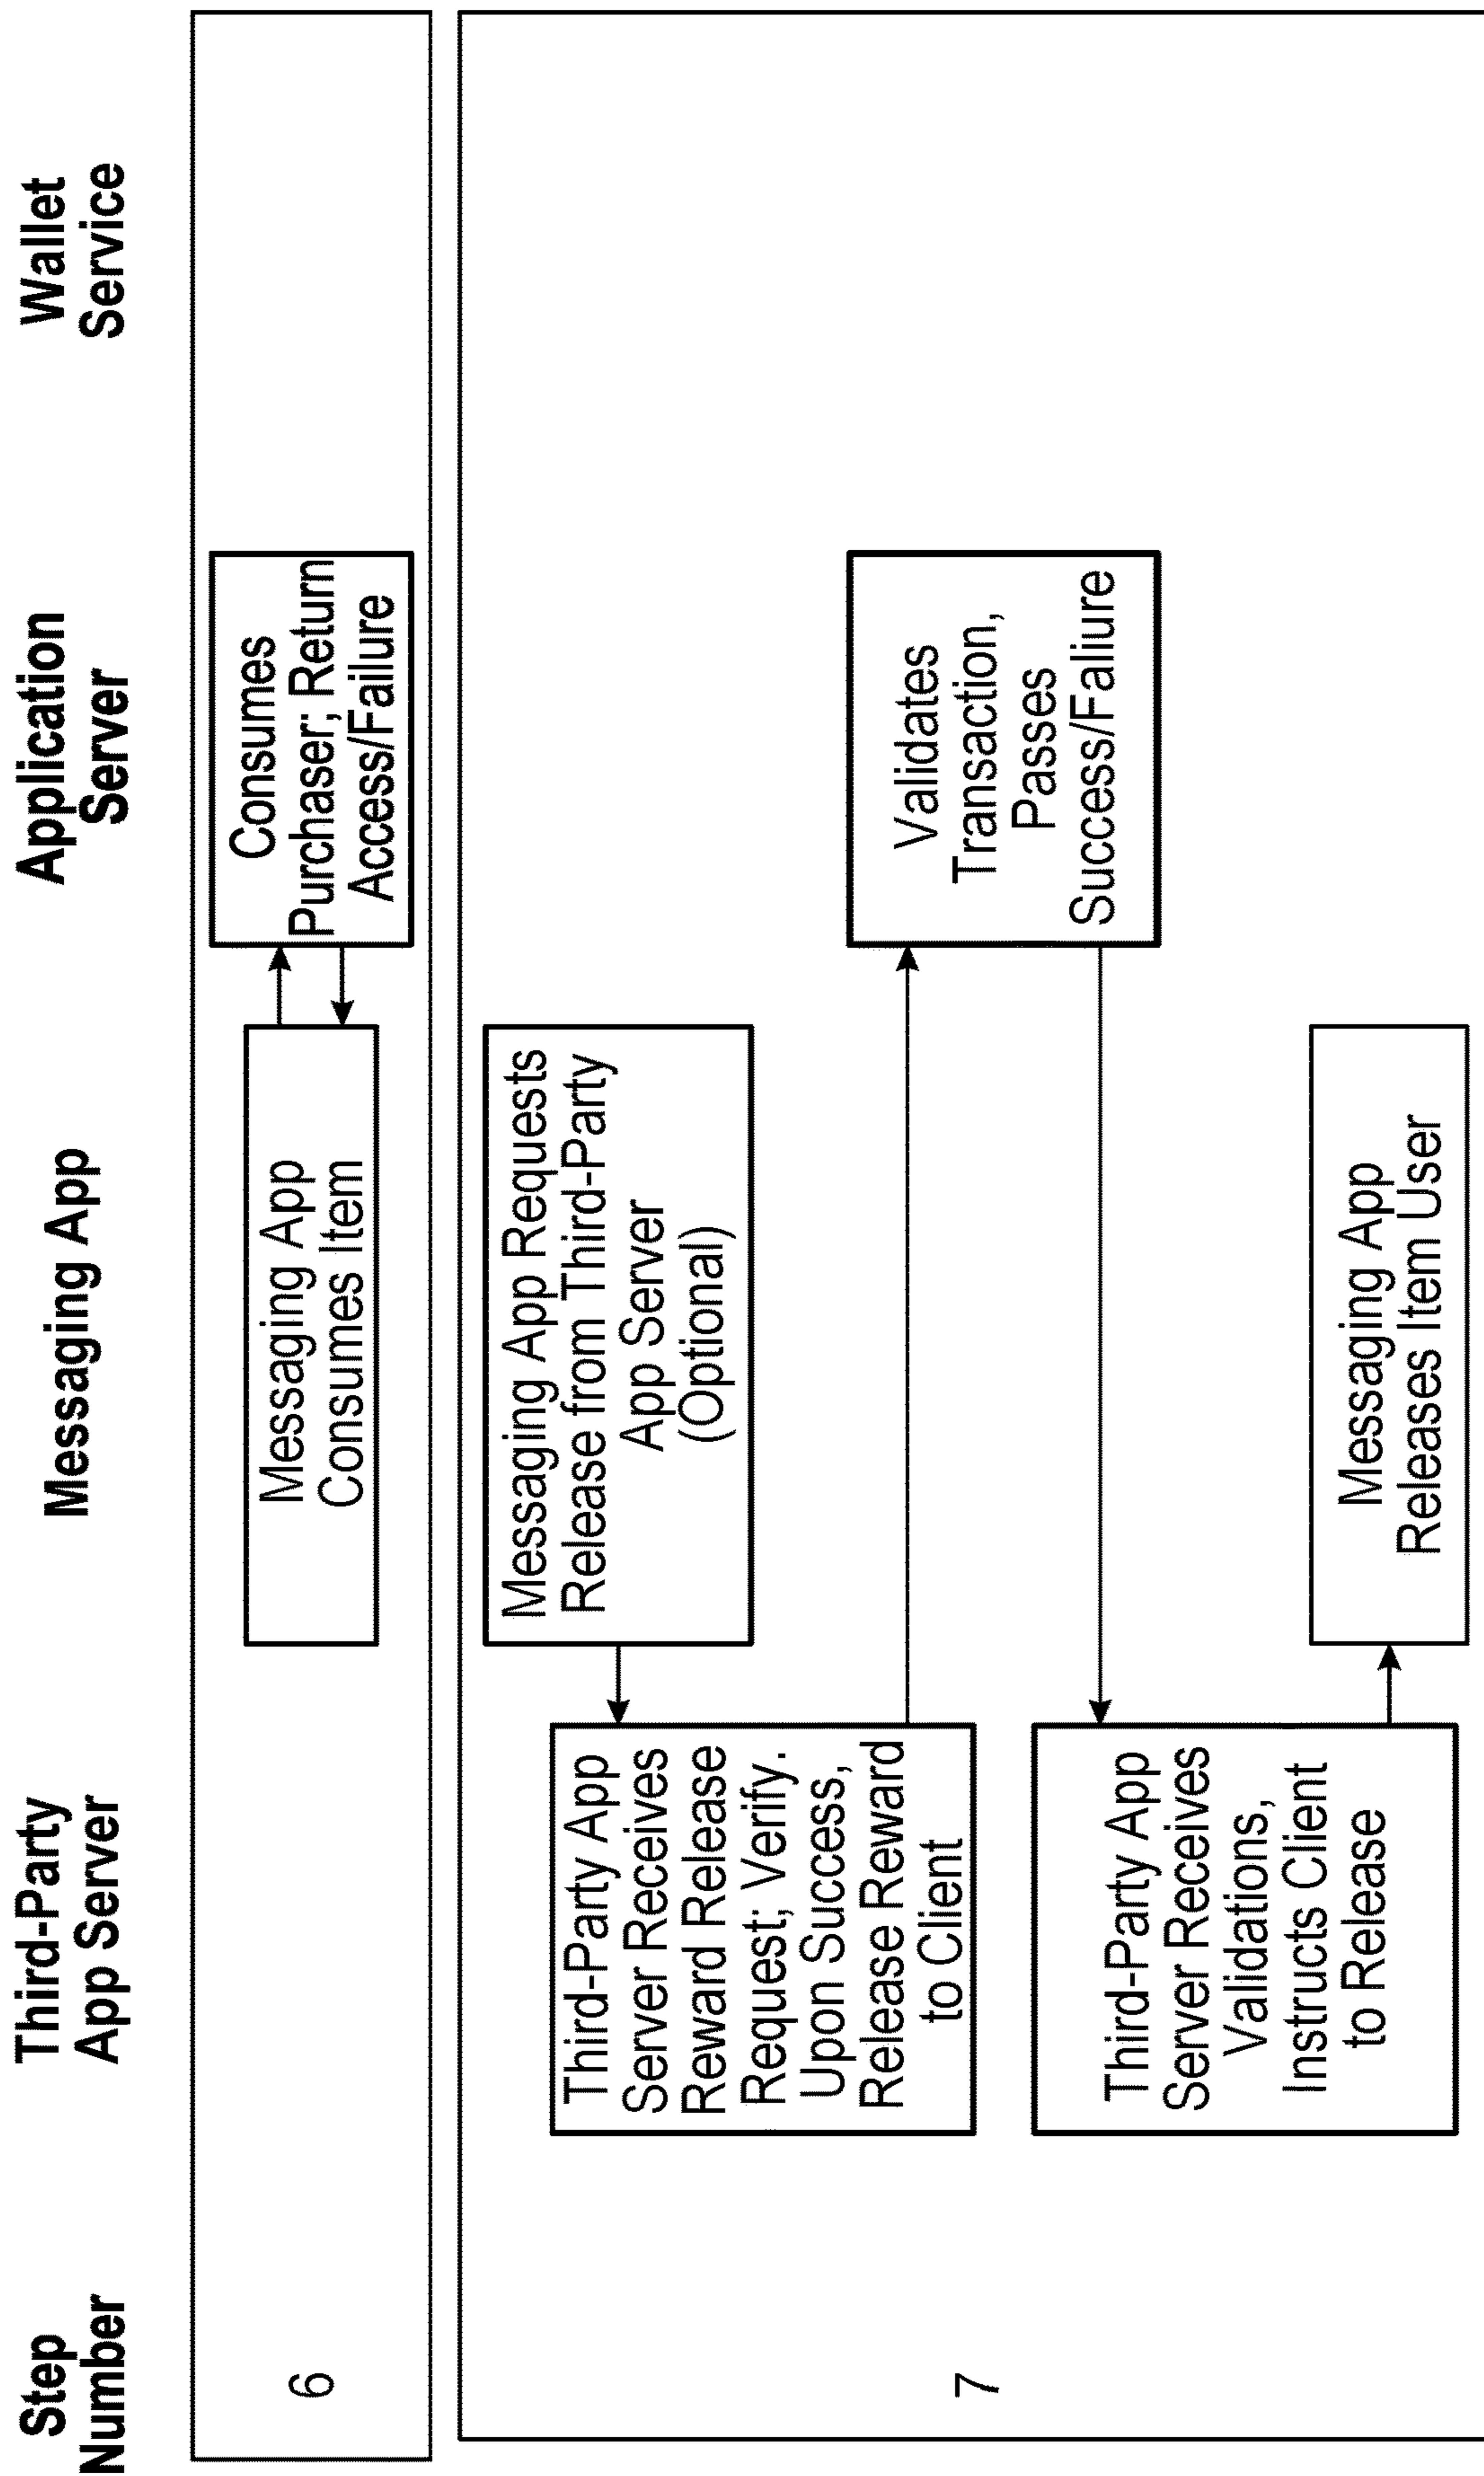 Step
Number
Third-Party
App Server
Messaging App
Application
Server
Wallet
Service
6
Messaging App
Consumes Item
Consumes
Purchaser; Return
Access/Failure
7
Messaging App Requests
Release from Third-Party
App Server
(Optional)
Third-Party App
Server Receives
Reward Release
Request; Verify.
Upon Success,
Release Reward
to Client
Validates
Transaction,
Passes
Success/Faliure
Third-Party App
Server Receives
Validations,
Instructs Client
to Release
Messaging App
Releases Item User